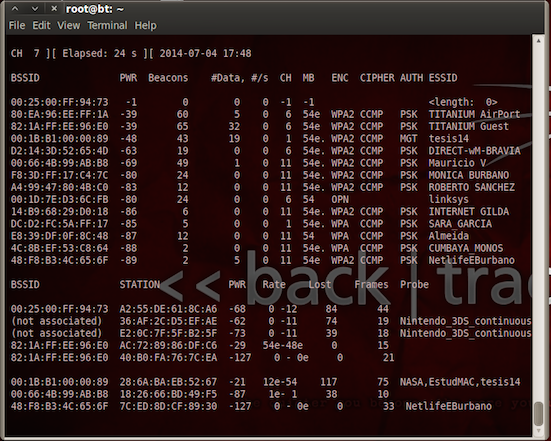 root@bt: ~
File Edit View Terminal Help
CH 7 ][ Elapsed: 24 s ][ 2014-07-04 17:48
BSSID PWR Beacons #Data, #/s CH MB ENC CIPHER AUTH ESSID
00:25:00:FF:94:73 -1 0 0 0 -1 -1 <length: 0>
80:EA:96:EE:FF:1A -39 60 5 0 6 54e WPA2 CCMP PSK TITANIUM AirPort
82:1A:FF:EE:96:E0 -39 65 32 0 6 54e WPA2 CCMP PSK TITANIUM Guest
00:1B:B1:00:00:89 -48 43 19 0 1 54e. WPA2 CCMP MGT tesis14
D2:14:3D:52:65:4D -63 19 0 0 6 54e. WPA2 CCMP PSK DIRECT-wM-BRAVIA
00:66:4B:99:AB:B8 -69 49 1 0 11 54e WPA2 CCMP PSK Mauricio V
F8:3D:FF:17:C4:7C -80 24 0 0 11 54e. WPA2 CCMP PSK MONICA BURBANO
A4:99:47:80:4B:C0 -83 12 0 0 11 54e. WPA2 CCMP PSK ROBERTO SANCHEZ
00:1D:7E:D3:6C:FB -80 24 0 0 6 54 OPN linksys
14:B9:68:29:D0:18 -86 6 0 0 11 54e. WPA2 CCMP PSK INTERNET GILDA
DC:D2:FC:5A:FF:17 -85 5 0 0 1 54e. WPA CCMP PSK SARA_GARCIA
E8:39:DF:0F:8C:48 -87 12 0 0 11 54 WPA CCMP PSK Almeida
4C:8B:EF:53:C8:64 -88 2 0 0 11 54e. WPA CCMP PSK CUMBAYA_MONOS
48:F8:B3:4C:65:6F -89 2 5 0 11 54e WPA2 CCMP PSK NetlifeEBurbano
<< back | trac
BSSID STATION PWR Rate Lost Frames Probe
00:25:00:FF:94:73 A2:55:DE:61:8C:A6 -68 0 -12 84 44
(not associated) 36:AF:2C:D5:EF:AE -62 0 -11 74 19 Nintendo_3DS_continuous
(not associated) E2:0C:7F:5F:B2:5F -73 0 -11 39 18 Nintendo_3DS_continuous
82:1A:FF:EE:96:E0 AC:72:89:86:DF:C6 -29 54e-48e 0 15
82:1A:FF:EE:96:E0 40:B0:FA:76:7C:EA -127 0 - 0e 0 21
00:1B:B1:00:00:89 28:6A:BA:EB:52:67 -21 12e-54 117 75 NASA,EstudMAC,tesis14
00:66:4B:99:AB:B8 18:26:66:BD:49:F5 -87 1e- 1 38 10
48:F8:B3:4C:65:6F 7C:ED:8D:CF:89:30 -127 0 - 0e 0 33 NetlifeEBurbano